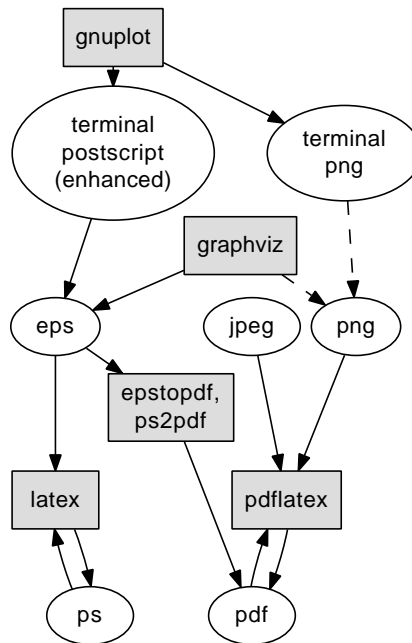 gnuplot
terminal
postscript
(enhanced)
terminal
png
graphviz
eps
jpeg
png
epstopdf,
ps2pdf
latex
pdflatex
ps
pdf